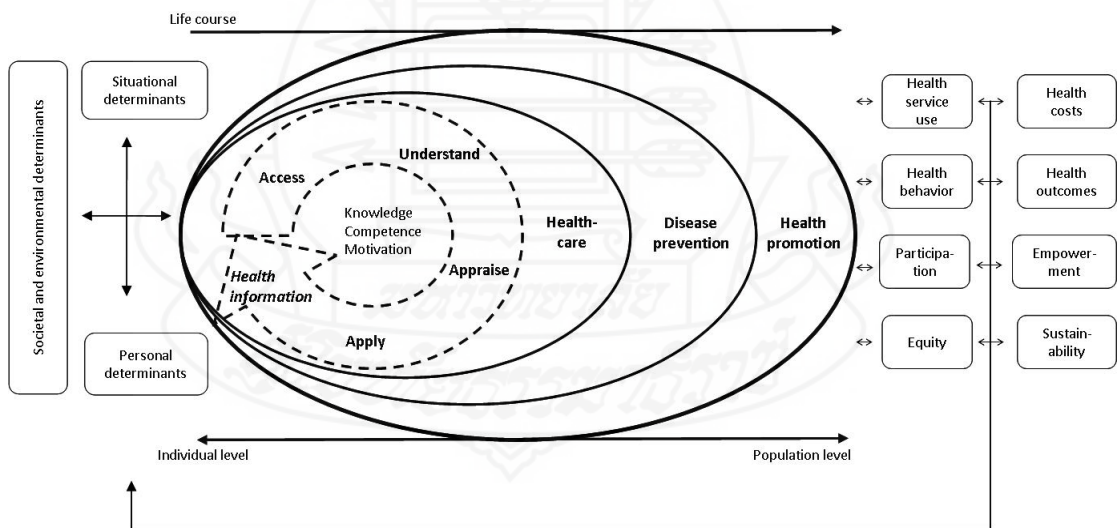 Life course
Societal and environmental determinants
Situational
determinants
Personal
determinants
Access
Understand
Knowledge
Competence
Motivation
Health
information
Appraise
Apply
Health-
care
Disease
prevention
Health
promotion
Individual level
Population level
Health
service
use
Health
costs
Health
behavior
Health
outcomes
Participa-
tion
Empower-
ment
Equity
Sustain-
ability